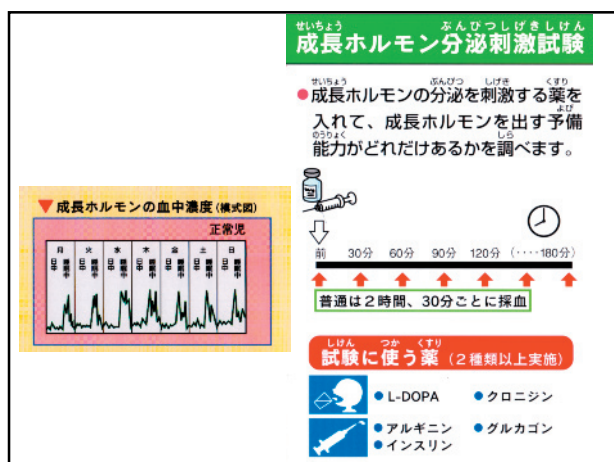 ▼成長ホルモンの血中濃度(模式図)
正常児
月 火 水 木 金 土 日
日中 睡眠中 日中 睡眠中 日中 睡眠中 日中 睡眠中 日中 睡眠中 日中 睡眠中 日中 睡眠中
せいちょう ぶんぴつしげきしけん
成長ホルモン分泌刺激試験
せいちょう ぶんぴつ しげき くすり
●成長ホルモンの分泌を刺激する薬を
よび
入れて、成長ホルモンを出す予備
のうりょく しら
能力がどれだけあるかを調べます。
前 30分 60分 90分 120分 (‥‥180分)
普通は2時間、30分ごとに採血
しけん つか くすり
試験に使う薬(2種類以上実施)
●L-DOPA ●クロニジン
●アルギニン ●グルカゴン
●インスリン